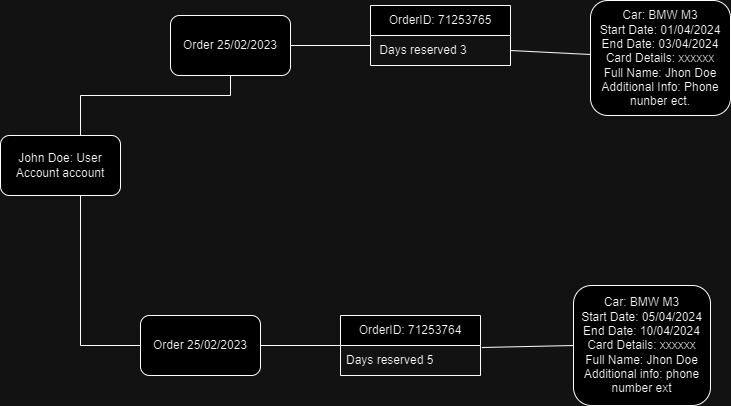 Order 25/02/2023
OrderID: 71253765
Days reserved 3
Car: BMW M3
Start Date: 01/04/2024
End Date: 03/04/2024
Card Details: xxxxxx
Full Name: Jhon Doe
Additional Info: Phone
nunber ect.
John Doe: User
Account account
Order 25/02/2023
OrderID: 71253764
Days reserved 5
Car: BMW M3
Start Date: 05/04/2024
End Date: 10/04/2024
Card Details: xxxxxx
Full Name: Jhon Doe
Additional info: phone
number ext